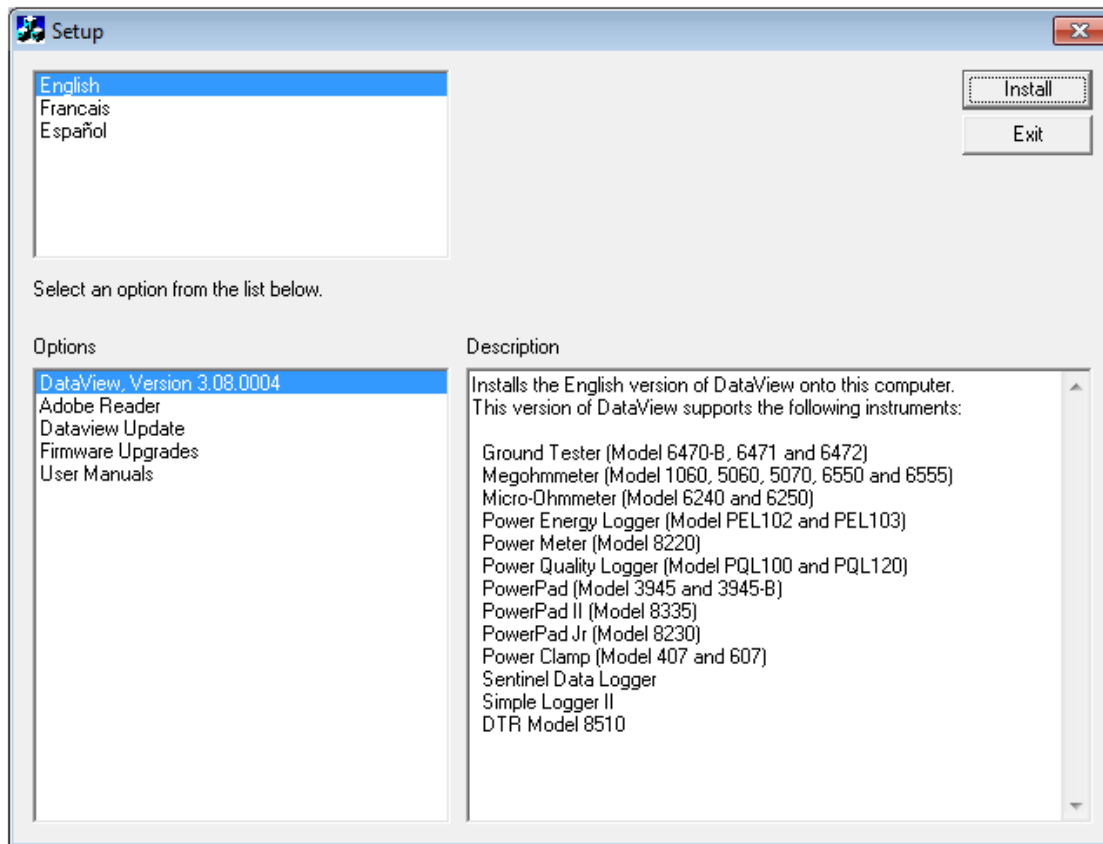 Setup
English
Francais
Español
Install
Exit
Select an option from the list below.
Options
Description
DataView, Version 3.08.0004
Adobe Reader
Dataview Update
Firmware Upgrades
User Manuals
Installs the English version of DataView onto this computer.
This version of DataView supports the following instruments:
Ground Tester (Model 6470-B, 6471 and 6472)
Megohmmeter (Model 1060, 5060, 5070, 6550 and 6555)
Micro-Ohmmeter (Model 6240 and 6250)
Power Energy Logger (Model PEL102 and PEL103)
Power Meter (Model 8220)
Power Quality Logger (Model PQL100 and PQL120)
PowerPad (Model 3945 and 3945-B)
PowerPad II (Model 8335)
PowerPad Jr (Model 8230)
Power Clamp (Model 407 and 607)
Sentinel Data Logger
Simple Logger II
DTR Model 8510